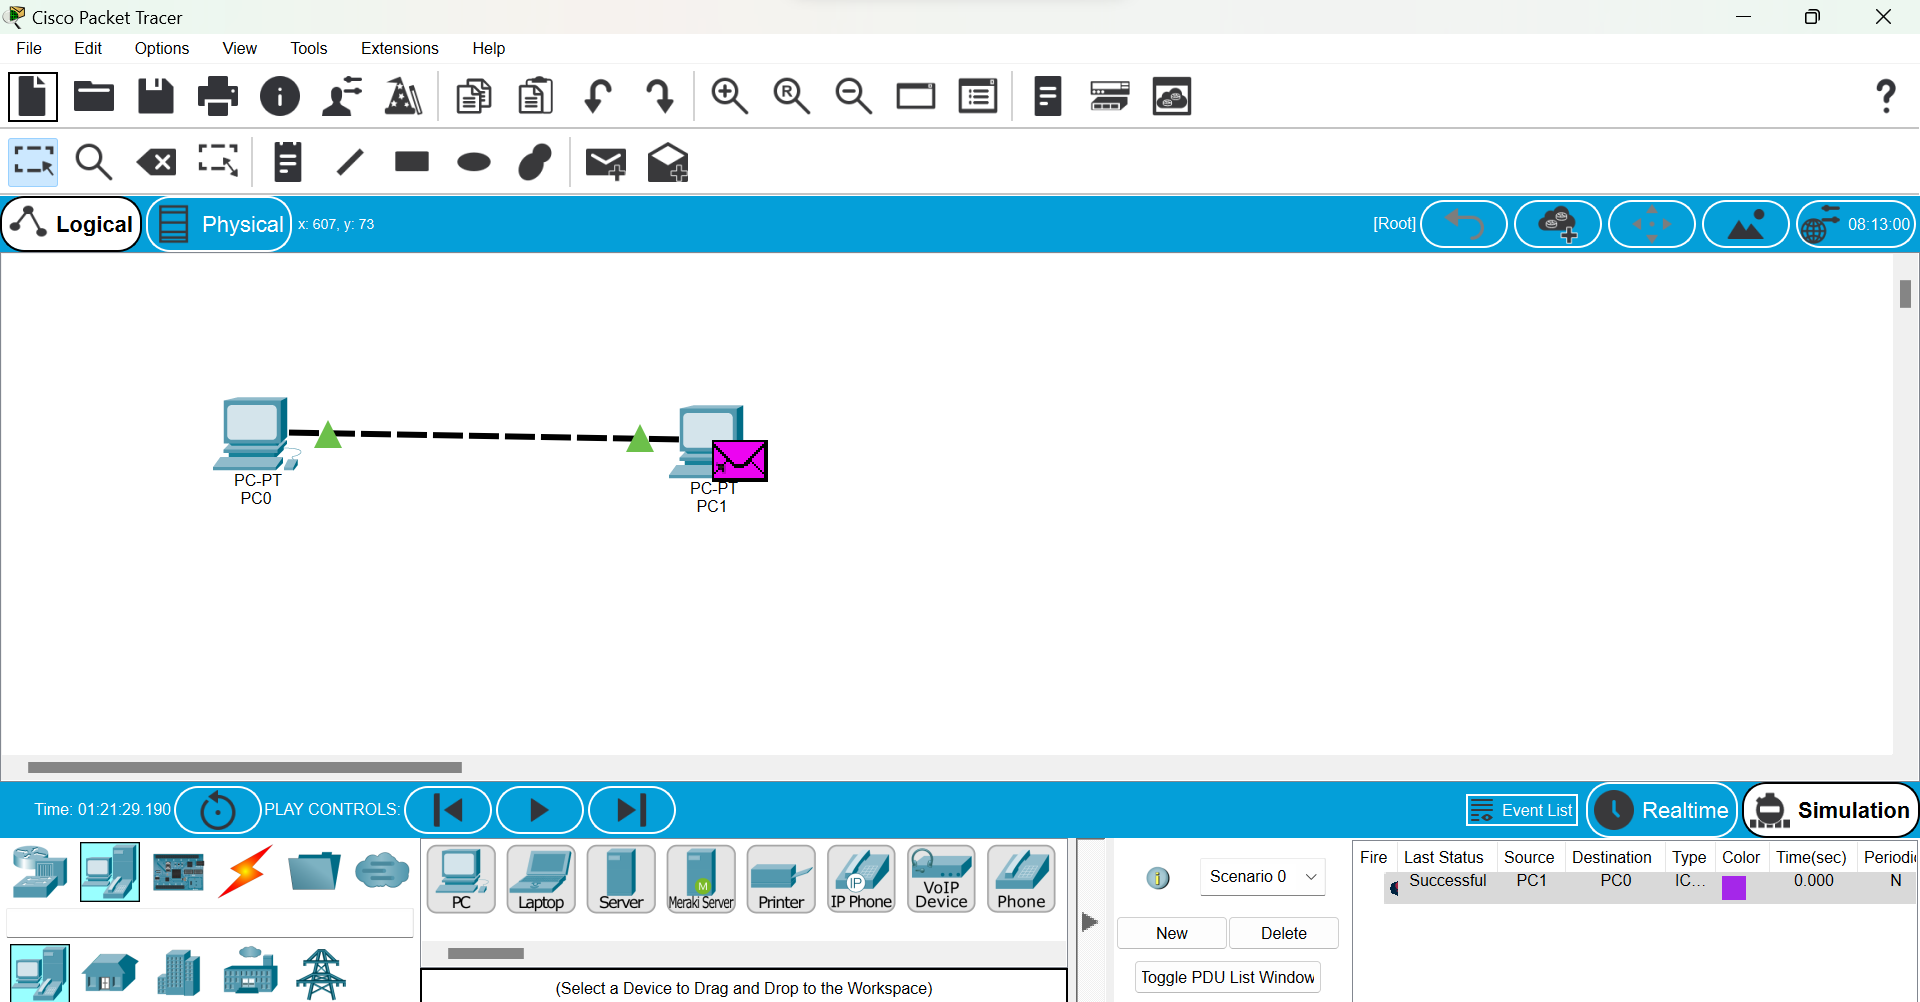 Cisco Packet Tracer
File Edit Options View Tools Extensions Help
Logical Physical x: 607, y: 73 [Root] 08:13:00
PC-PT
PC0
PC-PT
PC1
Time: 01:21:29.190 PLAY CONTROLS: Event List Realtime Simulation
PC Laptop Server Meraki Server Printer IP Phone VoIP Device Phone
(Select a Device to Drag and Drop to the Workspace)
Scenario 0
New Delete
Toggle PDU List Window
Fire Last Status Source Destination Type Color Time(sec) Periodic
Successful PC1 PC0 IC... 0.000 N